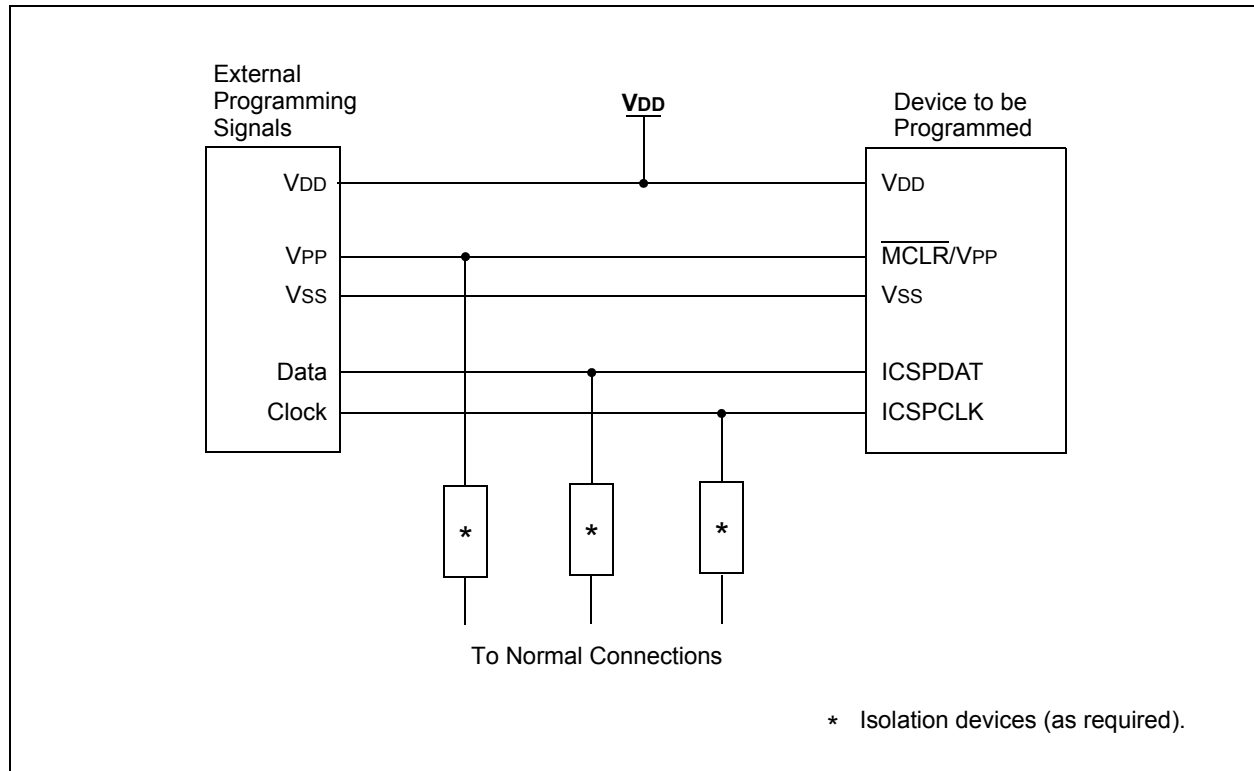 External
Programming
Signals
VDD
Device to be
Programmed
VDD
VDD
VPP
MCLR/VPP
VSS
VSS
Data
ICSPDAT
Clock
ICSPCLK
*
*
*
To Normal Connections
* Isolation devices (as required).